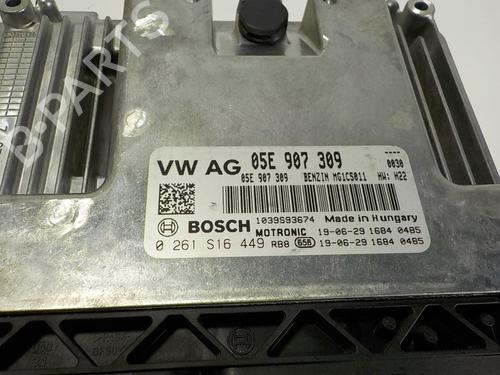 B-PARTS
VW AG 05E 907 309 ----
05E 907 309 BENZIN MG1CS011 0030
HW: H22
BOSCH 1039S93674 Made in Hungary
MOTRONIC 19-06-29 1684 0485
0 261 S16 449 RB8 65B 19-06-29 1684 0485